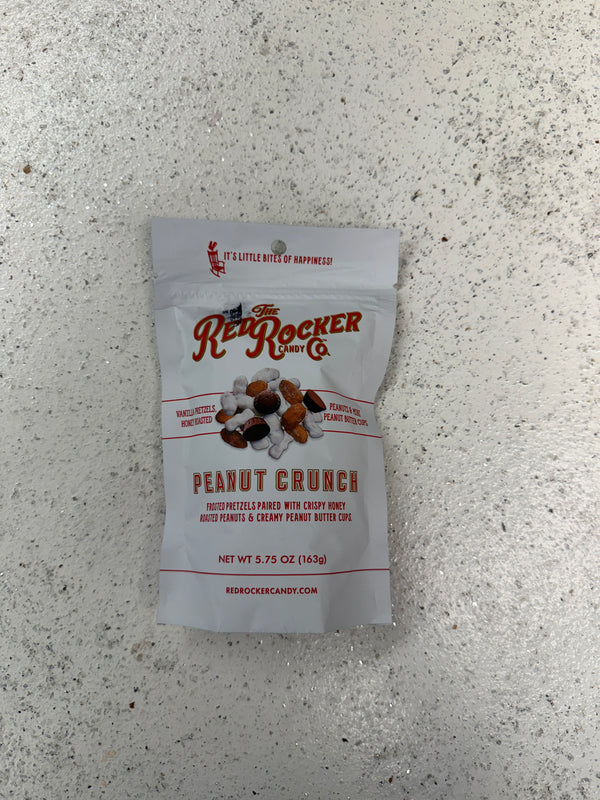 IT'S LITTLE BITES OF HAPPINESS!
THE
RED ROCKER
CANDY CO.
VANILLA PRETZELS,
HONEY ROASTED
PEANUTS & MINI
PEANUT BUTTER CUPS
PEANUT CRUNCH
FROSTED PRETZELS PAIRED WITH CRISPY HONEY
ROASTED PEANUTS & CREAMY PEANUT BUTTER CUPS.
NET WT 5.75 OZ (163g)
REDROCKERCANDY.COM